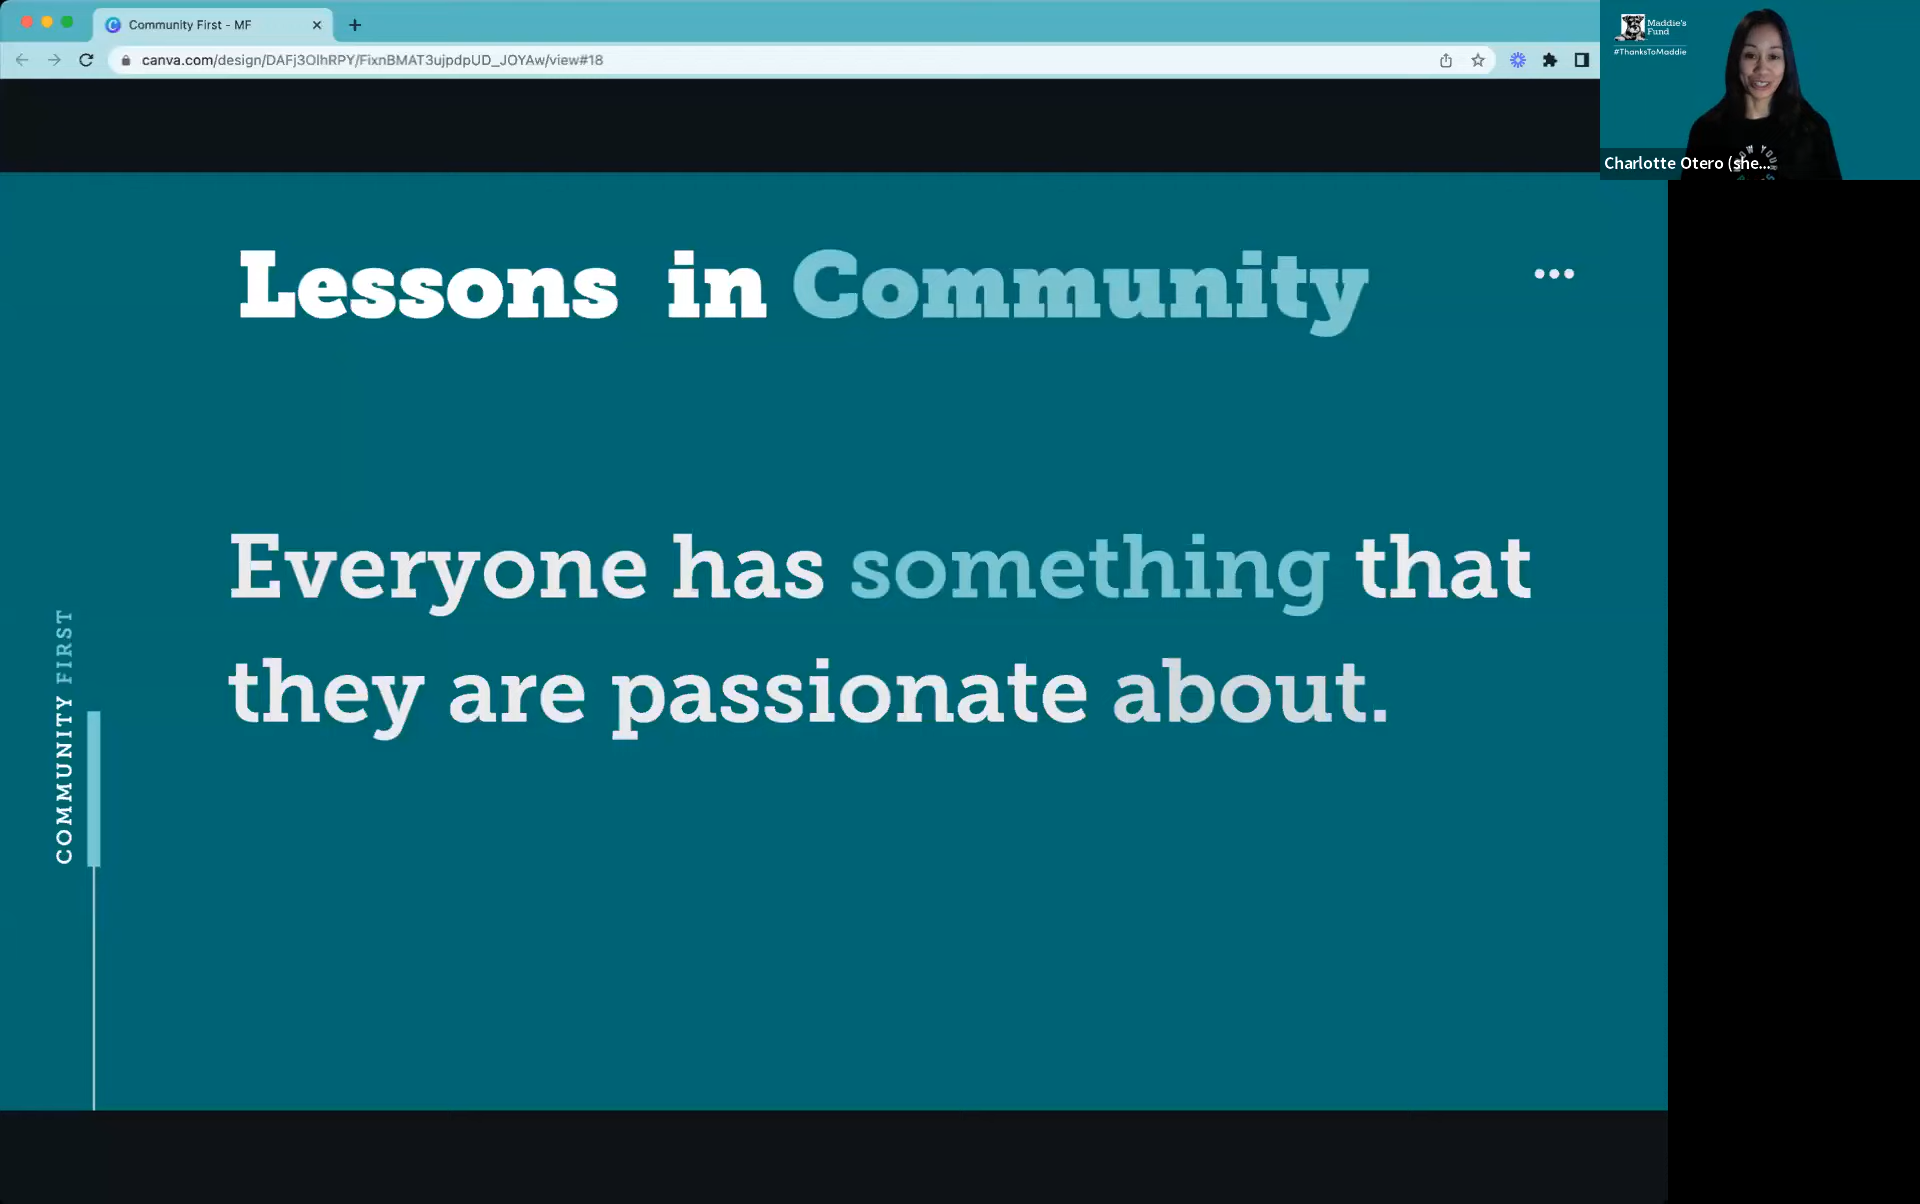 Community First - MF
canva.com/design/DAFj3OlhRPY/FixnBMAT3ujpdpUD_JOYAw/view#18
Maddie's
Fund
#ThanksToMaddie
Charlotte Otero (she...
Lessons in Community
Everyone has something that
they are passionate about.
COMMUNITY FIRST